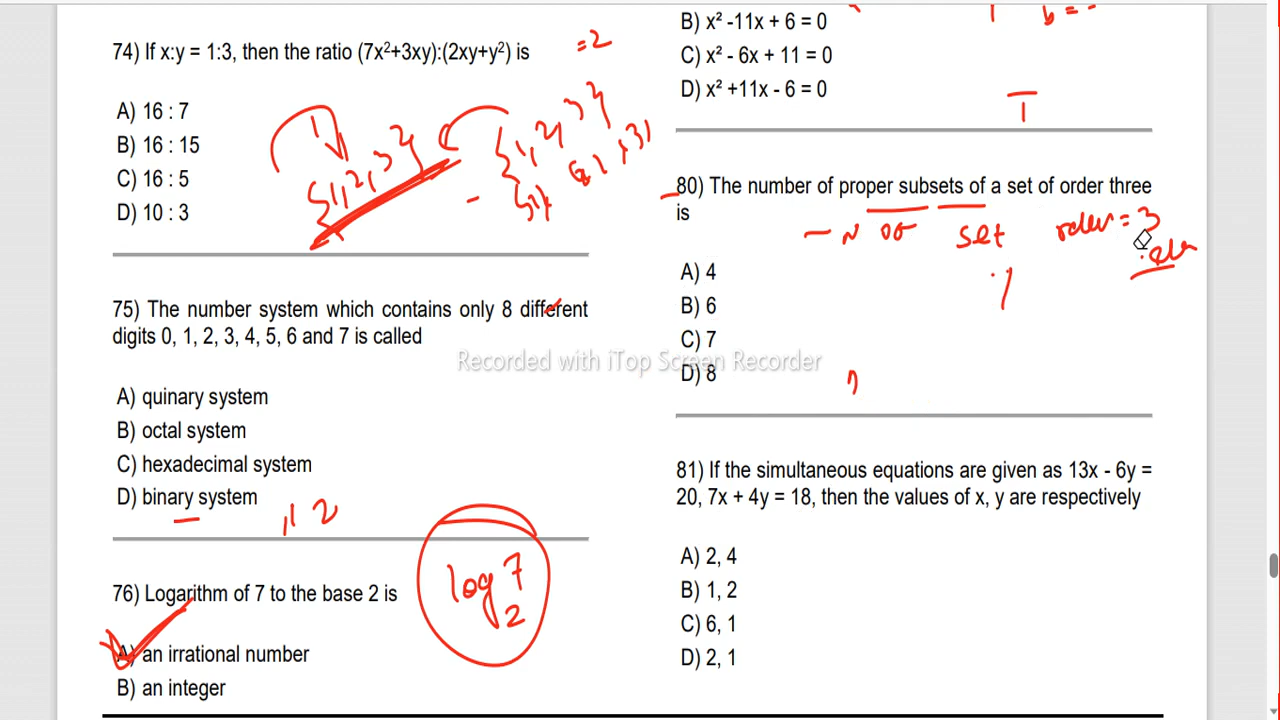 74) If x:y = 1:3, then the ratio (7x²+3xy):(2xy+y²) is
=2
A) 16 : 7
B) 16 : 15
C) 16 : 5
D) 10 : 3
75) The number system which contains only 8 different
digits 0, 1, 2, 3, 4, 5, 6 and 7 is called
A) quinary system
B) octal system
C) hexadecimal system
D) binary system
76) Logarithm of 7 to the base 2 is
log 7
2
A) an irrational number
B) an integer
B) x² -11x + 6 = 0
C) x² - 6x + 11 = 0
D) x² +11x - 6 = 0
80) The number of proper subsets of a set of order three
is
set order = 3
A) 4
B) 6
C) 7
D) 8
Recorded with iTop Screen Recorder
81) If the simultaneous equations are given as 13x - 6y =
20, 7x + 4y = 18, then the values of x, y are respectively
A) 2, 4
B) 1, 2
C) 6, 1
D) 2, 1